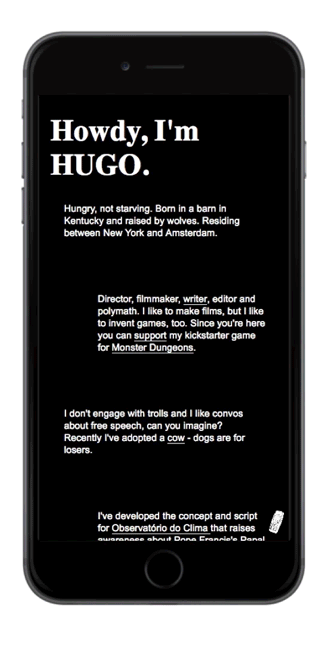 Howdy, I'm
HUGO.
Hungry, not starving. Born in a barn in
Kentucky and raised by wolves. Residing
between New York and Amsterdam.
Director, filmmaker, writer, editor and
polymath. I like to make films, but I like
to invent games, too. Since you're here
you can support my kickstarter game
for Monster Dungeons.
I don't engage with trolls and I like convos
about free speech, can you imagine?
Recently I've adopted a cow - dogs are for
losers.
I've developed the concept and script
for Observatório do Clima that raises
awareness about Pope Francis's Papal